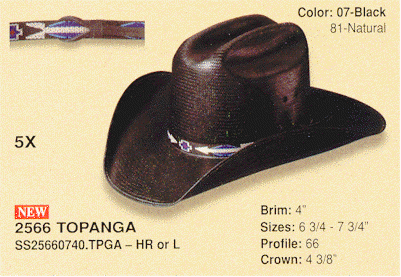 Color: 07-Black
81-Natural
5X
NEW
2566 TOPANGA
SS25660740.TPGA – HR or L
Brim: 4"
Sizes: 6 3/4 - 7 3/4"
Profile: 66
Crown: 4 3/8"